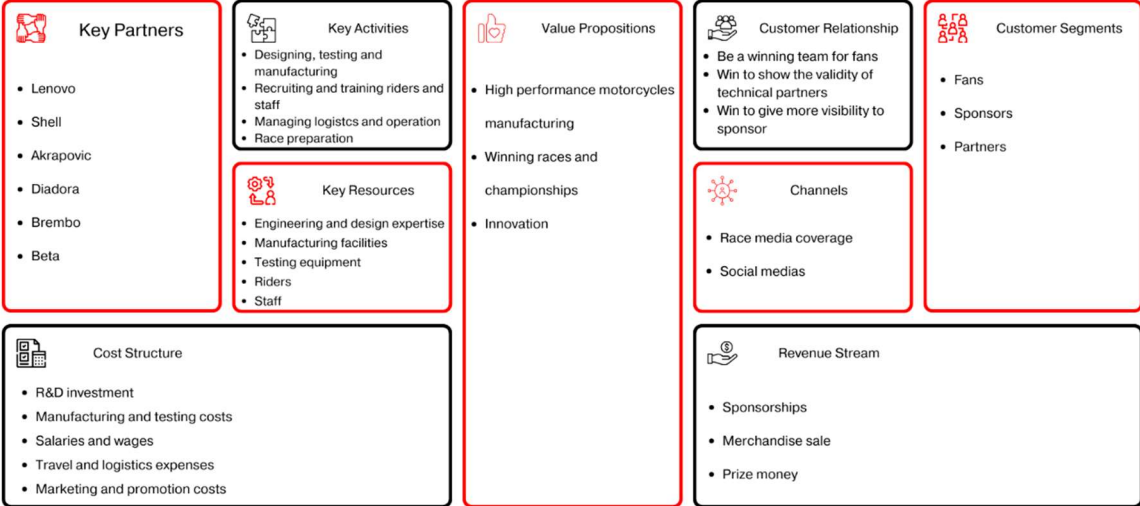 Key Partners
• Lenovo
• Shell
• Akrapovic
• Diadora
• Brembo
• Beta
Key Activities
• Designing, testing and
manufacturing
• Recruiting and training riders and
staff
• Managing logistcs and operation
• Race preparation
Key Resources
• Engineering and design expertise
• Manufacturing facilities
• Testing equipment
• Riders
• Staff
Value Propositions
• High performance motorcycles
manufacturing
• Winning races and
championships
• Innovation
Customer Relationship
• Be a winning team for fans
• Win to show the validity of
technical partners
• Win to give more visibility to
sponsor
Channels
• Race media coverage
• Social medias
Customer Segments
• Fans
• Sponsors
• Partners
Cost Structure
• R&D investment
• Manufacturing and testing costs
• Salaries and wages
• Travel and logistics expenses
• Marketing and promotion costs
Revenue Stream
• Sponsorships
• Merchandise sale
• Prize money